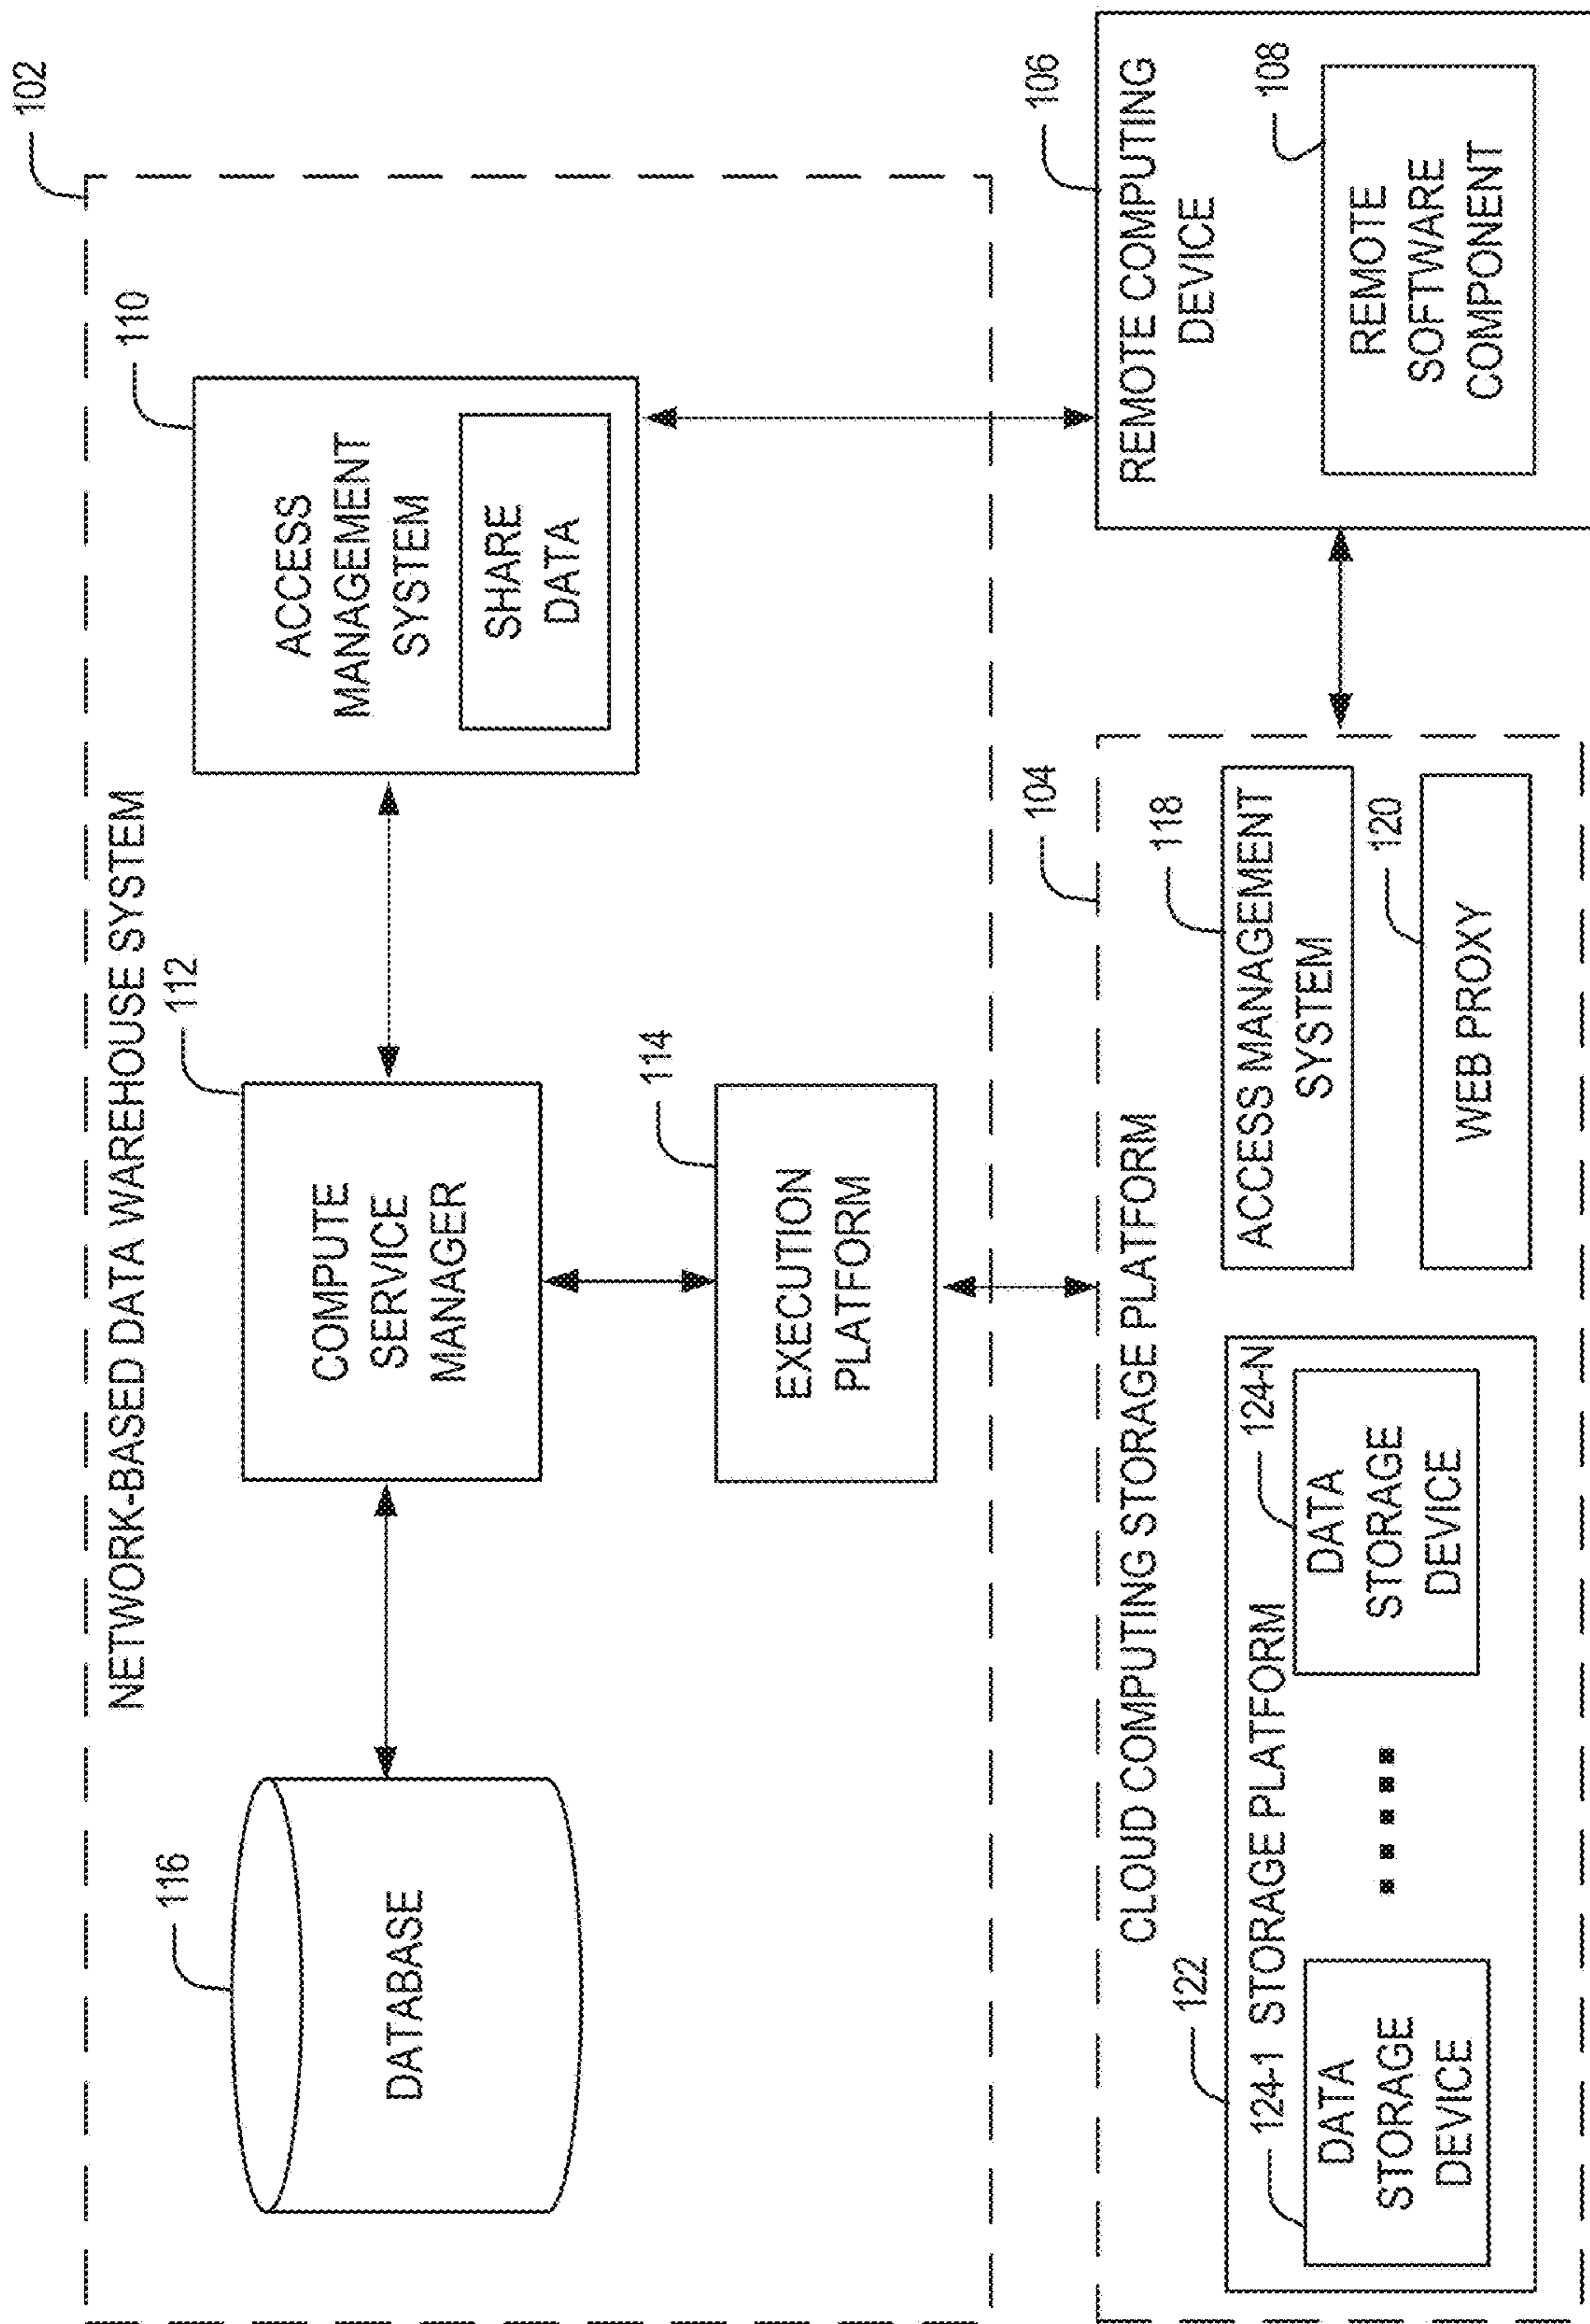 102
NETWORK-BASED DATA WAREHOUSE SYSTEM
116
DATABASE
112
COMPUTE
SERVICE
MANAGER
110
ACCESS
MANAGEMENT
SYSTEM
SHARE
DATA
114
EXECUTION
PLATFORM
104
CLOUD COMPUTING STORAGE PLATFORM
122
124-1 STORAGE PLATFORM
124-N
DATA
STORAGE
DEVICE
DATA
STORAGE
DEVICE
118
ACCESS MANAGEMENT
SYSTEM
120
WEB PROXY
106
REMOTE COMPUTING
DEVICE
108
REMOTE
SOFTWARE
COMPONENT